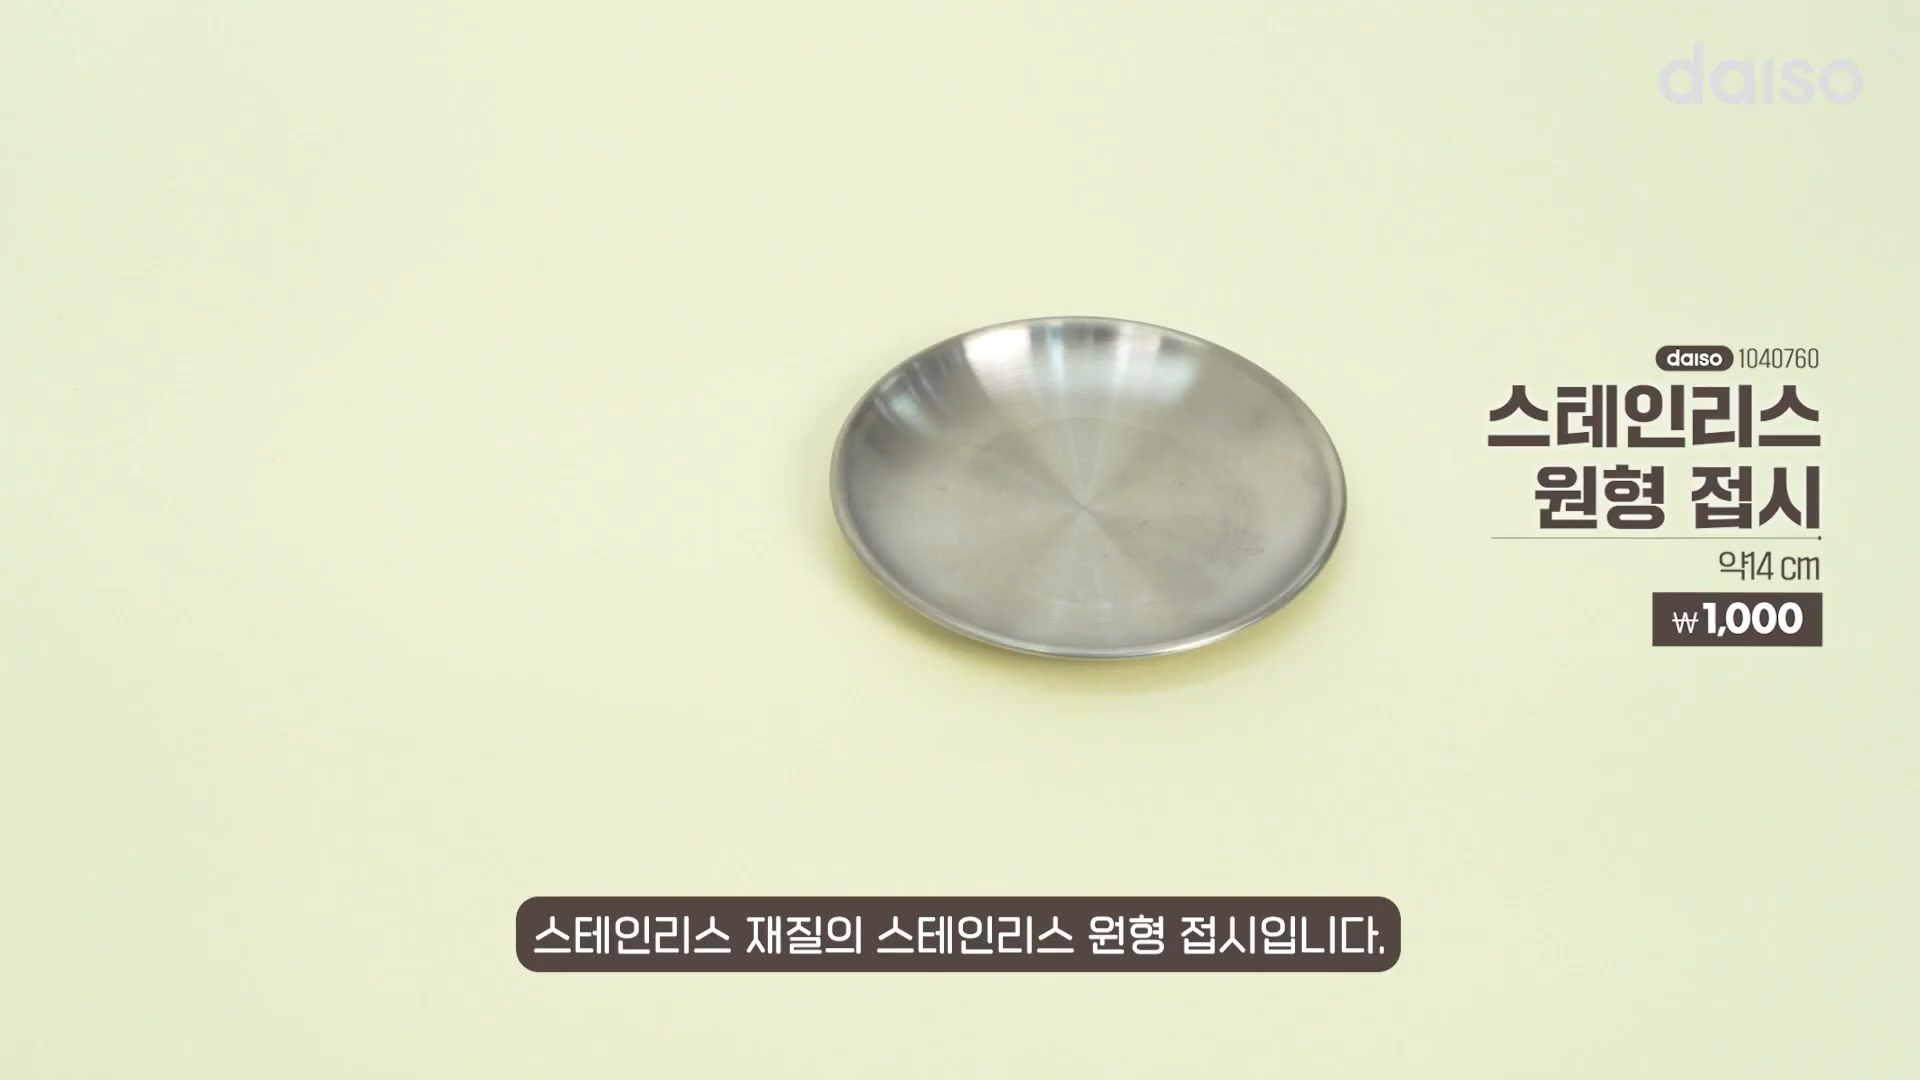 daiso
daiso 1040760
스테인리스
원형 접시
약14 cm
₩1,000
스테인리스 재질의 스테인리스 원형 접시입니다.